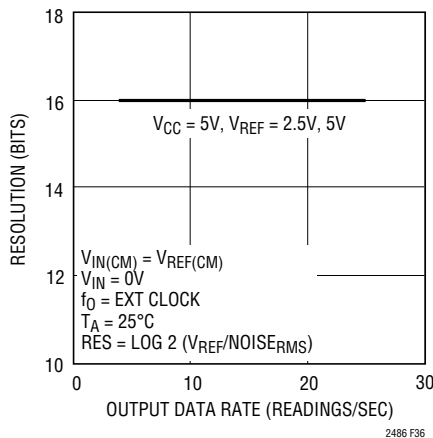 18
16
14
12
10
RESOLUTION (BITS)
VCC = 5V, VREF = 2.5V, 5V
VIN(CM) = VREF(CM)
VIN = 0V
fO = EXT CLOCK
TA = 25°C
RES = LOG 2 (VREF/NOISERMS)
0 10 20 30
OUTPUT DATA RATE (READINGS/SEC)
2486 F36